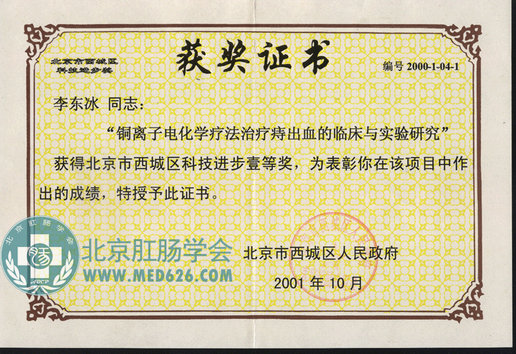 获奖证书
北京市西城区
科技进步奖
编号 2000-1-04-1
李东冰 同志:
“铜离子电化学疗法治疗痔出血的临床与实验研究”
获得北京市西城区科技进步壹等奖,为表彰你在该项目中作
出的成绩,特授予此证书。
北京肛肠学会
WWW.MED626.COM
北京市西城区人民政府
2001 年 10 月